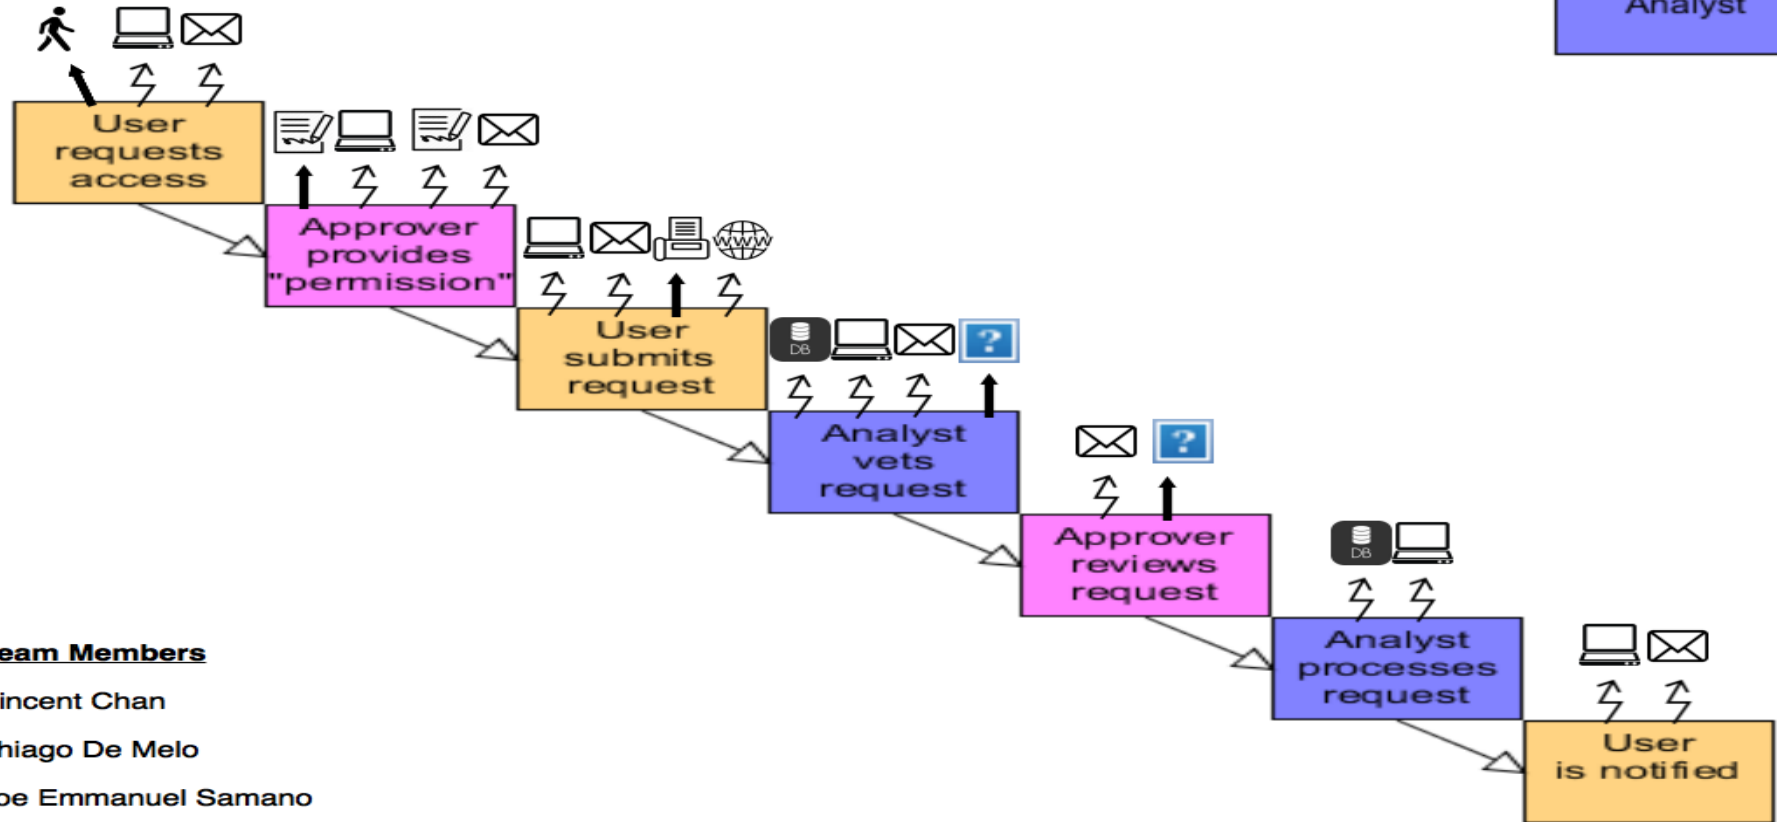 Analyst
User
requests
access
Approver
provides
"permission"
WWW
User
submits
request
DB
?
Analyst
vets
request
?
Approver
reviews
request
DB
Analyst
processes
request
User
is notified
eam Members
incent Chan
hiago De Melo
oe Emmanuel Samano